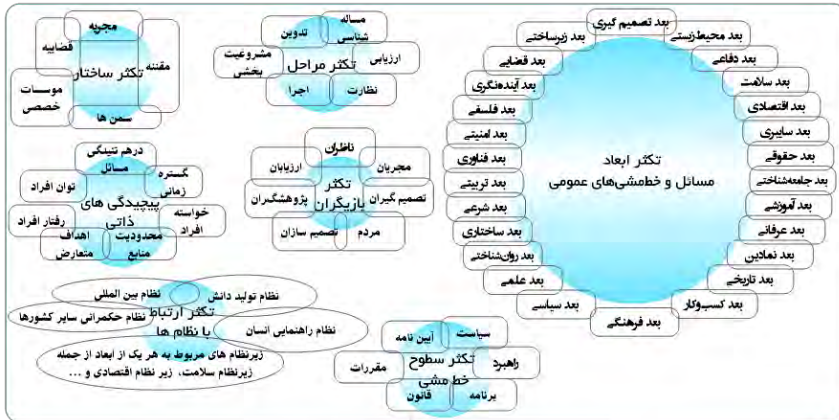 مجریه
قضاییه
مقننه
تکثر ساختار
موسسات
خصصی
سمن ها
مساله
شناسی
تدوین
مشروعیت
بخشی
ارزیابی
تکثر مراحل
اجرا
نظارت
درهم تنیدگی
مسائل
گستره
زمانی
توان افراد
پیچیدگی های
ذاتی
خواسته
افراد
رفتار افراد
محدودیت
منابع
اهداف
متعارض
ناظران
مجریان
ارزیابان
تکثر
بازیگران
تصمیم گیران
پژوهشگران
مردم
تصمیم سازان
نظام بین المللی
نظام تولید دانش
تکثر ارتباط
با نظام ها
نظام حکمرانی سایر کشورها
نظام راهنمایی انسان
زیرنظام های مربوط به هر یک از ابعاد از جمله
زیرنظام سلامت، زیر نظام اقتصادی و ...
سیاست
آیین نامه
راهبرد
تکثر سطوح
خط مشی
مقررات
برنامه
قانون
تکثر ابعاد
مسائل و خط‌مشی‌های عمومی
بعد تصمیم گیری
بعد محیط‌زیستی
بعد دفاعی
بعد سلامت
بعد اقتصادی
بعد سایبری
بعد حقوقی
بعد جامعه‌شناختی
بعد آموزشی
بعد عرفانی
بعد نمادین
بعد تاریخی
بعد کسب‌وکار
بعد فرهنگی
بعد سیاسی
بعد علمی
بعد روان‌شناختی
بعد ساختاری
بعد شرعی
بعد تربیتی
بعد فناوری
بعد امنیتی
بعد فلسفی
بعد آینده‌نگری
بعد قضایی
بعد زیرساختی